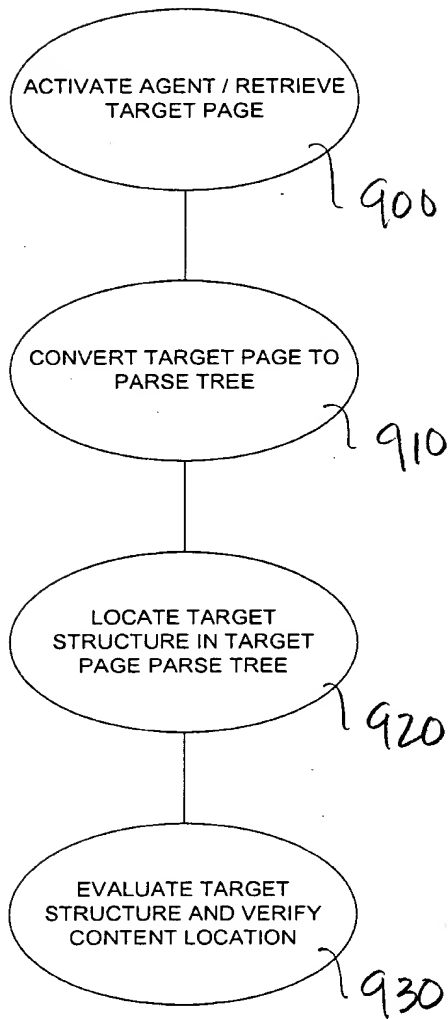 ACTIVATE AGENT / RETRIEVE
TARGET PAGE
900
CONVERT TARGET PAGE TO
PARSE TREE
910
LOCATE TARGET
STRUCTURE IN TARGET
PAGE PARSE TREE
920
EVALUATE TARGET
STRUCTURE AND VERIFY
CONTENT LOCATION
930